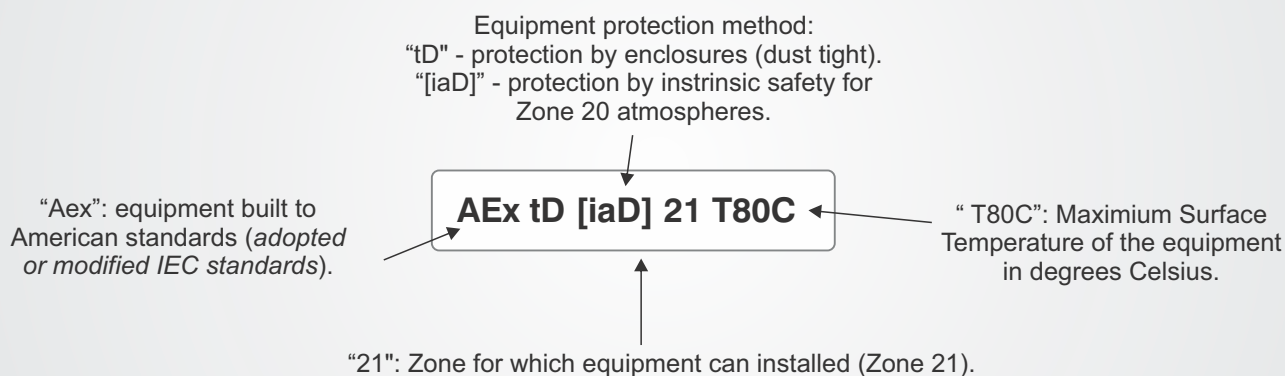 Equipment protection method:
“tD" - protection by enclosures (dust tight).
“[iaD]” - protection by instrinsic safety for
Zone 20 atmospheres.
AEx tD [iaD] 21 T80C
“Aex”: equipment built to
American standards (adopted
or modified IEC standards).
“ T80C”: Maximium Surface
Temperature of the equipment
in degrees Celsius.
“21": Zone for which equipment can installed (Zone 21).